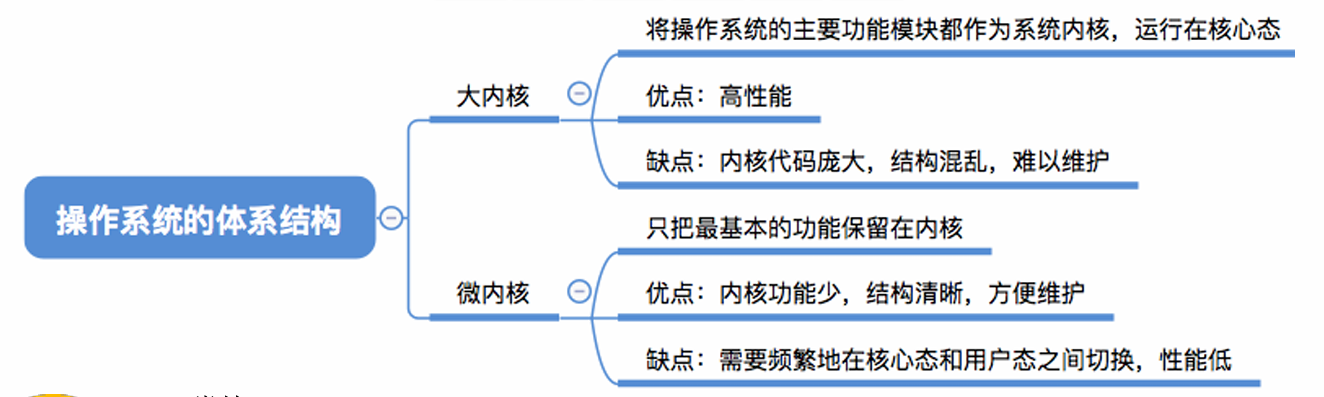 将操作系统的主要功能模块都作为系统内核，运行在核心态
大内核
优点：高性能
缺点：内核代码庞大，结构混乱，难以维护
操作系统的体系结构
只把最基本的功能保留在内核
微内核
优点：内核功能少，结构清晰，方便维护
缺点：需要频繁地在核心态和用户态之间切换，性能低